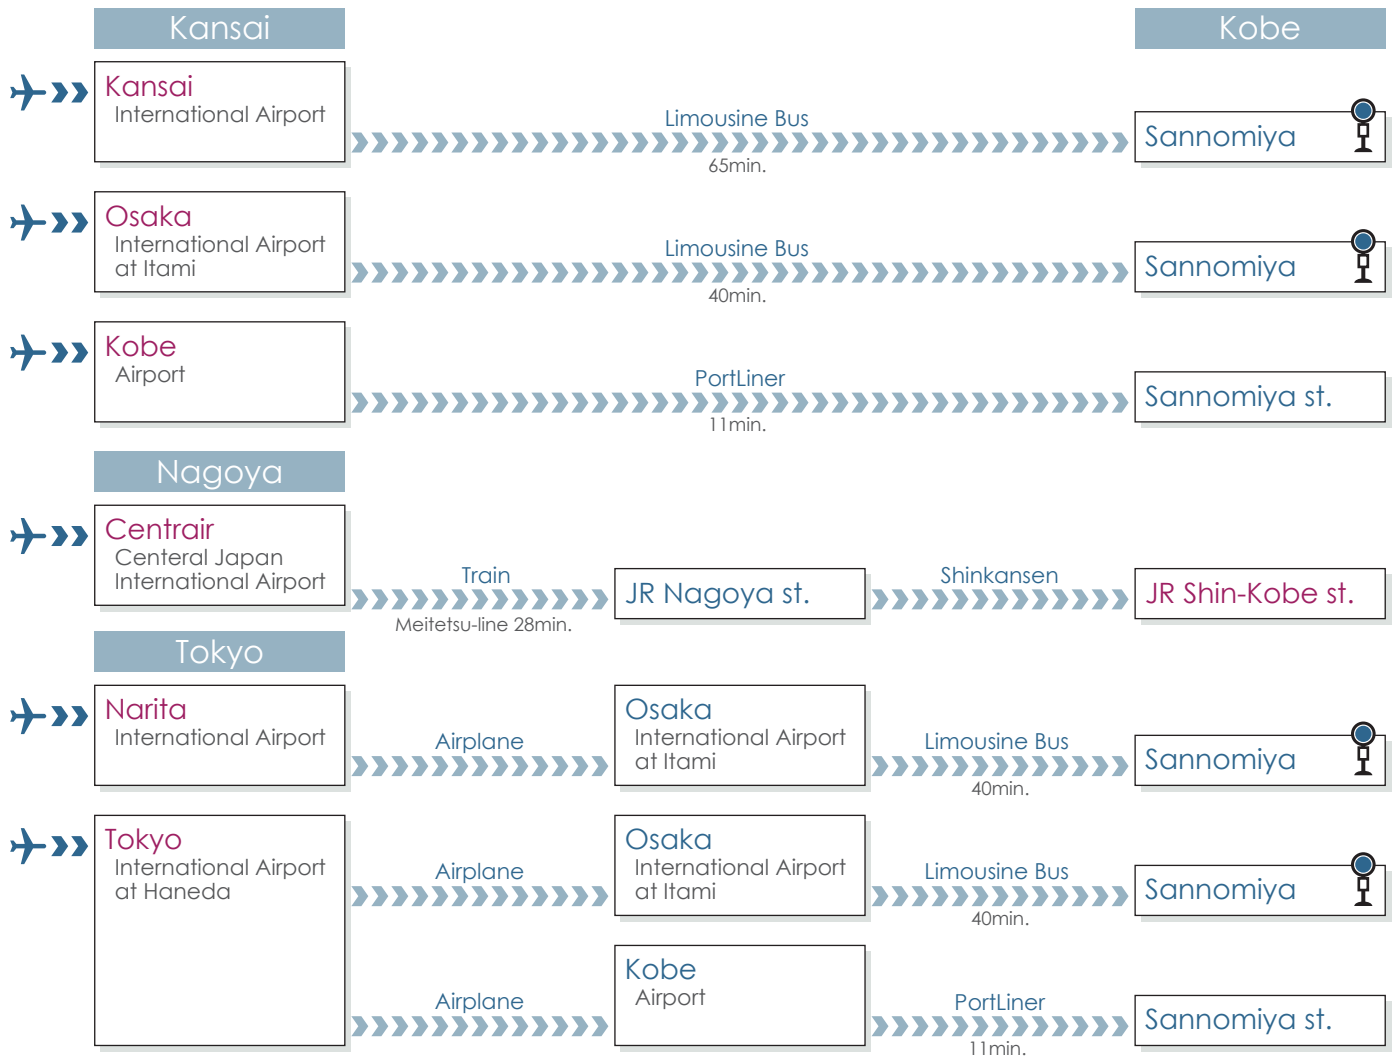 Kansai
Kobe
Kansai
International Airport
Limousine Bus
65min.
Sannomiya
Osaka
International Airport
at Itami
Limousine Bus
40min.
Sannomiya
Kobe
Airport
PortLiner
11min.
Sannomiya st.
Nagoya
Centrair
Centeral Japan
International Airport
Train
Meitetsu-line 28min.
JR Nagoya st.
Shinkansen
JR Shin-Kobe st.
Tokyo
Narita
International Airport
Airplane
Osaka
International Airport
at Itami
Limousine Bus
40min.
Sannomiya
Tokyo
International Airport
at Haneda
Airplane
Osaka
International Airport
at Itami
Limousine Bus
40min.
Sannomiya
Airplane
Kobe
Airport
PortLiner
11min.
Sannomiya st.